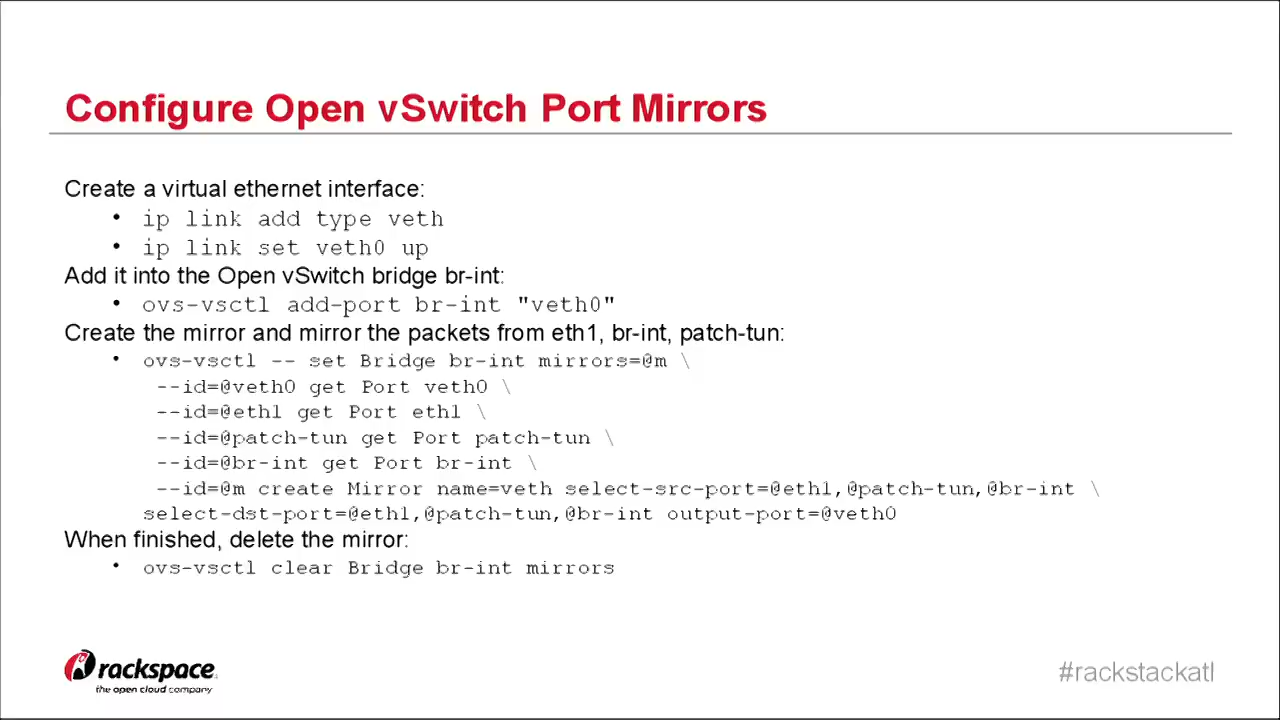 Configure Open vSwitch Port Mirrors
Create a virtual ethernet interface:
• ip link add type veth
• ip link set veth0 up
Add it into the Open vSwitch bridge br-int:
• ovs-vsctl add-port br-int "veth0"
Create the mirror and mirror the packets from eth1, br-int, patch-tun:
• ovs-vsctl -- set Bridge br-int mirrors=@m \
--id=@veth0 get Port veth0 \
--id=@eth1 get Port eth1 \
--id=@patch-tun get Port patch-tun \
--id=@br-int get Port br-int \
--id=@m create Mirror name=veth select-src-port=@eth1,@patch-tun,@br-int \
select-dst-port=@eth1,@patch-tun,@br-int output-port=@veth0
When finished, delete the mirror:
• ovs-vsctl clear Bridge br-int mirrors
rackspace
the open cloud company
#rackstackatl